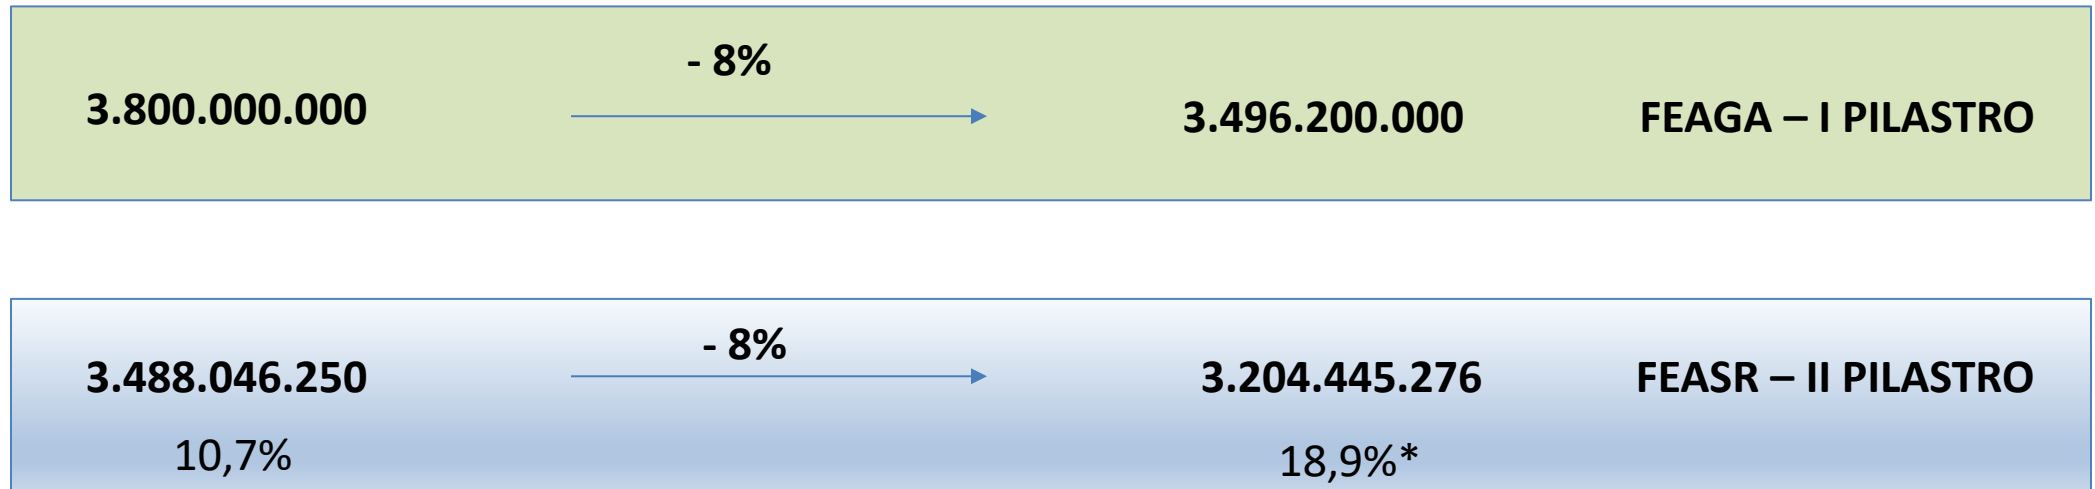 - 8%
3.800.000.000 3.496.200.000 FEAGA – I PILASTRO
- 8%
3.488.046.250 3.204.445.276 FEASR – II PILASTRO
10,7% 18,9%*